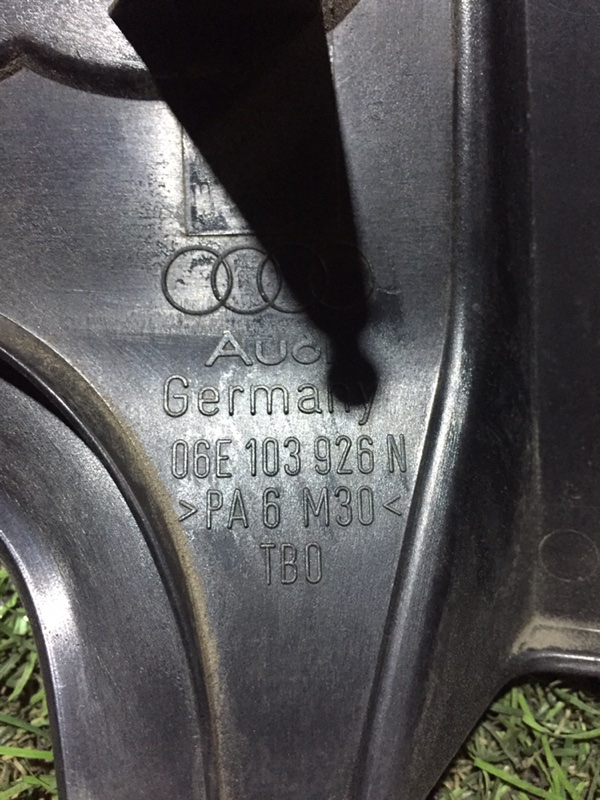 Audi
Germany
06E 103 926 N
>PA 6 M30<
TBO